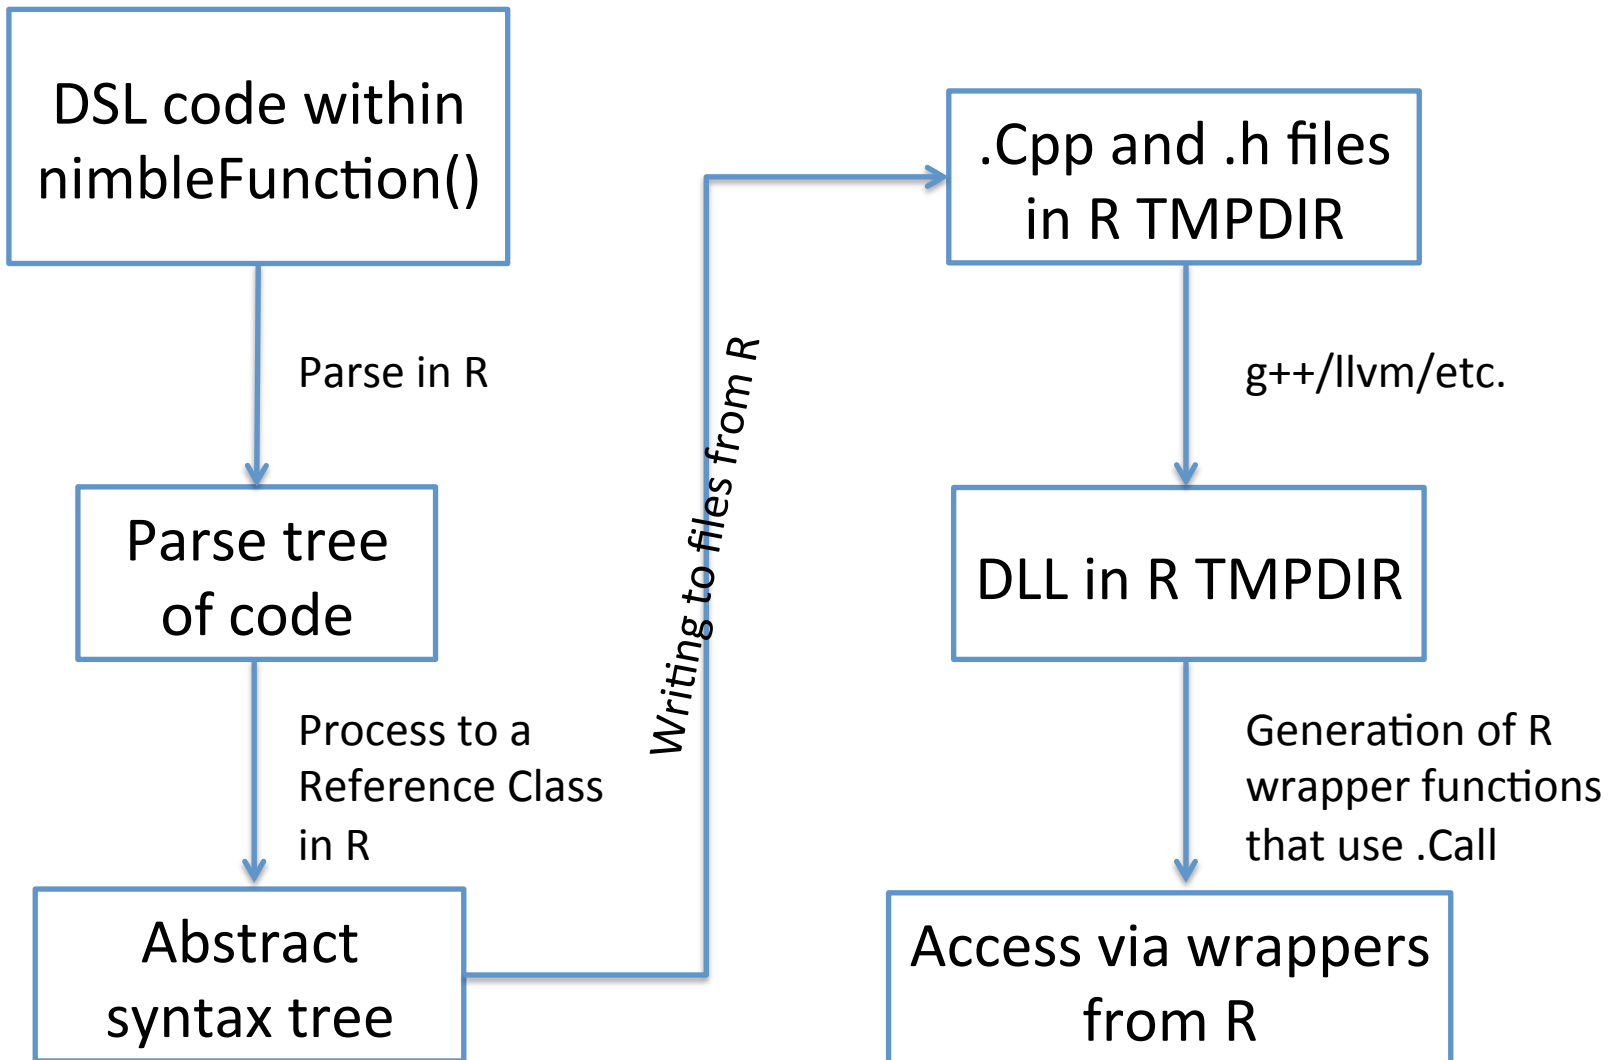 DSL code within
nimbleFunction()
Parse in R
Parse tree
of code
Process to a
Reference Class
in R
Abstract
syntax tree
Writing to files from R
.Cpp and .h files
in R TMPDIR
g++/llvm/etc.
DLL in R TMPDIR
Generation of R
wrapper functions
that use .Call
Access via wrappers
from R